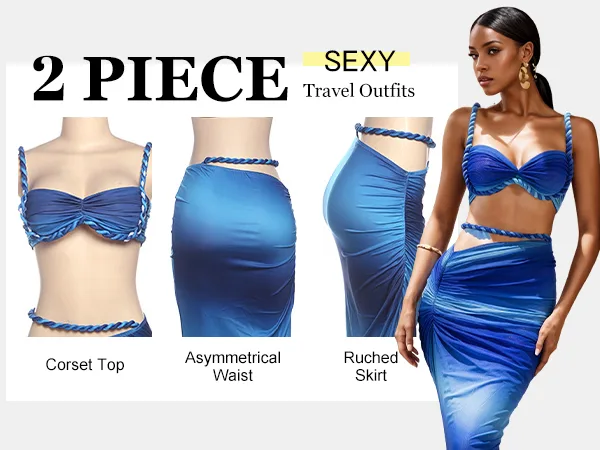 2 PIECE
SEXY
Travel Outfits
Corset Top
Asymmetrical
Waist
Ruched
Skirt